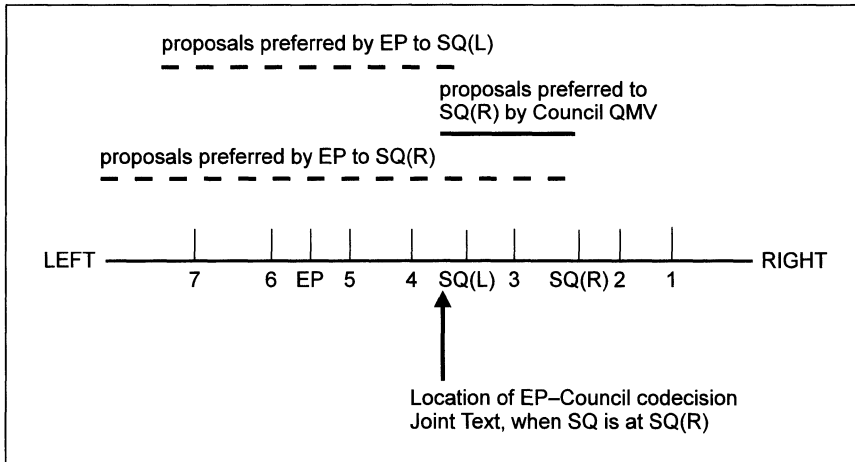 proposals preferred by EP to SQ(L)
proposals preferred to
SQ(R) by Council QMV
proposals preferred by EP to SQ(R)
LEFT RIGHT
7 6 EP 5 4 SQ(L) 3 SQ(R) 2 1
Location of EP–Council codecision
Joint Text, when SQ is at SQ(R)